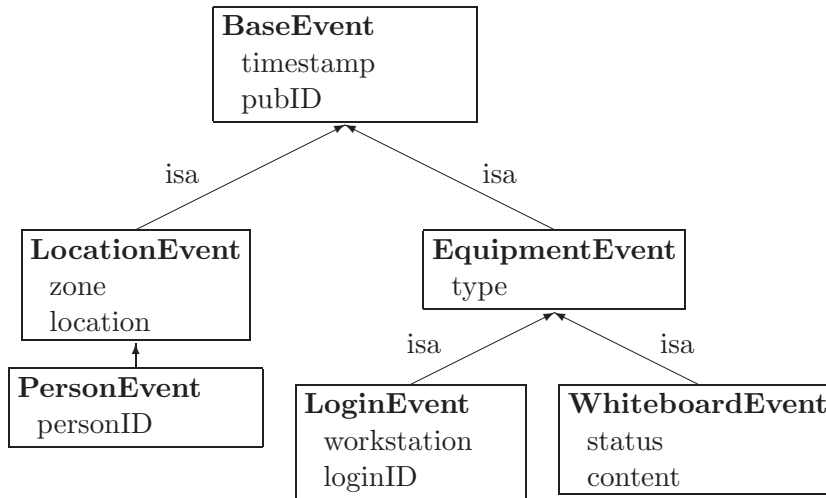 BaseEvent
timestamp
pubID
isa
isa
LocationEvent
zone
location
EquipmentEvent
type
isa
isa
PersonEvent
personID
LoginEvent
workstation
loginID
WhiteboardEvent
status
content